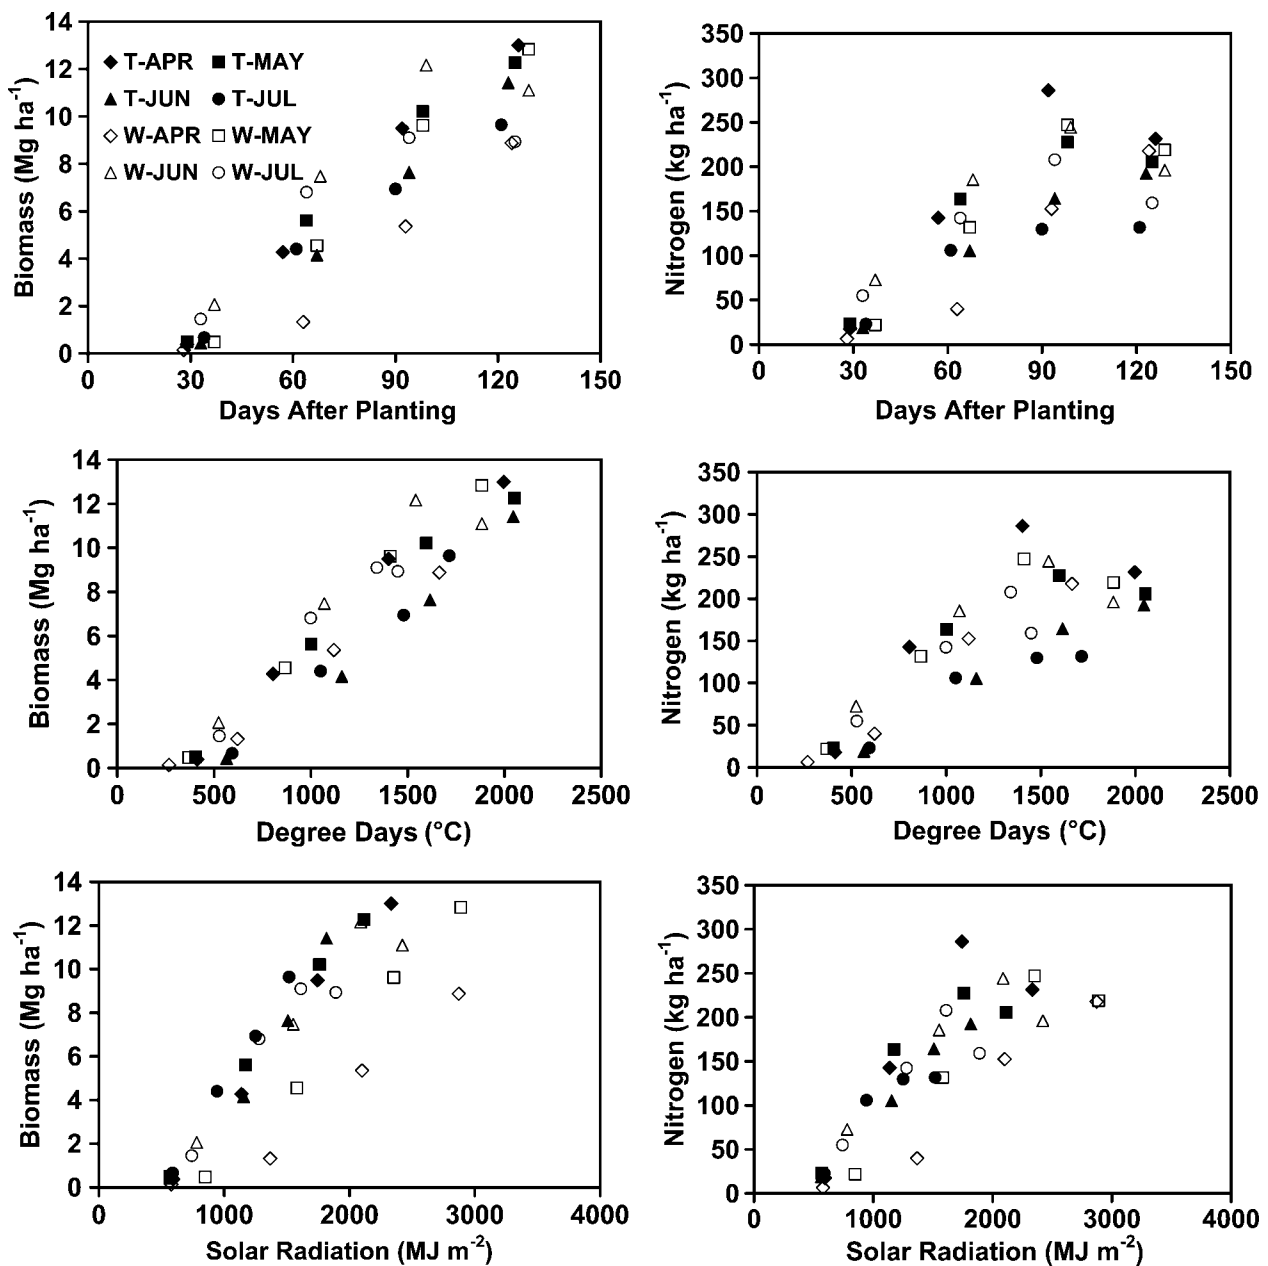 14
12
10
8
6
4
2
0
Biomass (Mg ha⁻¹)
T-APR T-MAY
T-JUN T-JUL
W-APR W-MAY
W-JUN W-JUL
0 30 60 90 120 150
Days After Planting
350
300
250
200
150
100
50
0
Nitrogen (kg ha⁻¹)
0 30 60 90 120 150
Days After Planting
14
12
10
8
6
4
2
0
Biomass (Mg ha⁻¹)
0 500 1000 1500 2000 2500
Degree Days (°C)
350
300
250
200
150
100
50
0
Nitrogen (kg ha⁻¹)
0 500 1000 1500 2000 2500
Degree Days (°C)
14
12
10
8
6
4
2
0
Biomass (Mg ha⁻¹)
0 1000 2000 3000 4000
Solar Radiation (MJ m⁻²)
350
300
250
200
150
100
50
0
Nitrogen (kg ha⁻¹)
0 1000 2000 3000 4000
Solar Radiation (MJ m⁻²)